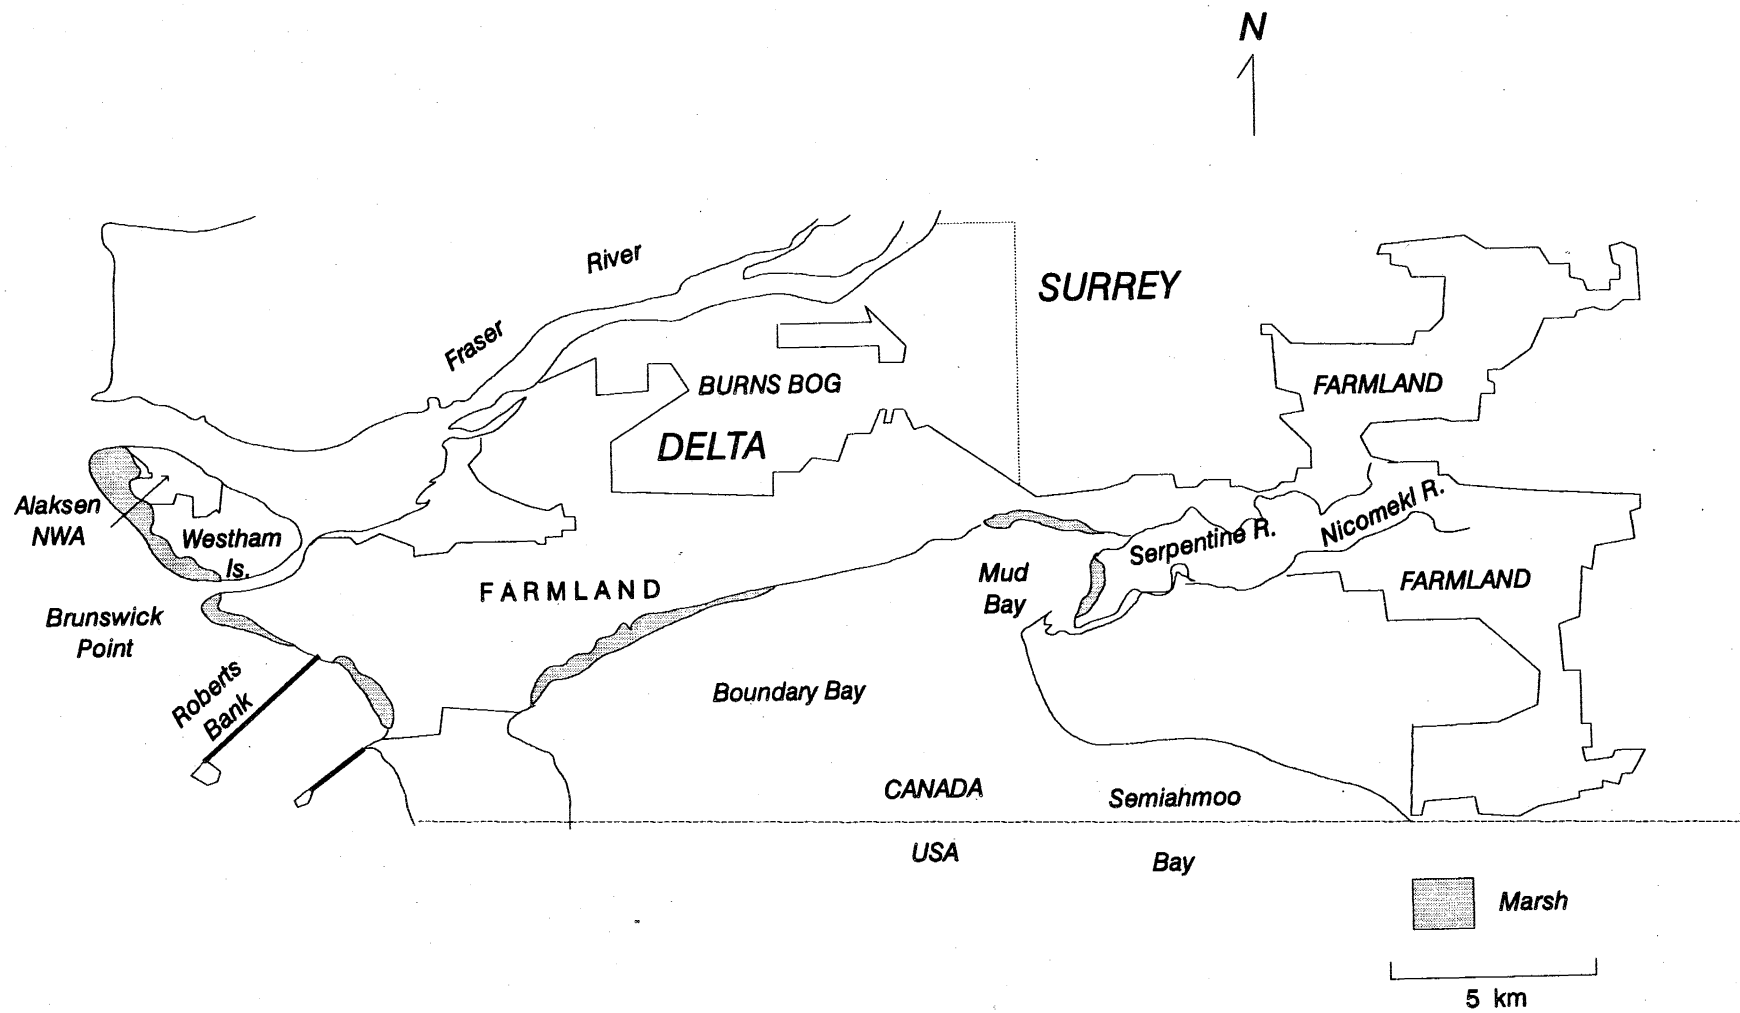 N
River
SURREY
Fraser
BURNS BOG
FARMLAND
DELTA
Alaksen
NWA
Westham
Is.
Serpentine R.
Nicomekl R.
Mud
Bay
FARMLAND
FARMLAND
Brunswick
Point
Roberts
Bank
Boundary Bay
CANADA
Semiahmoo
USA
Bay
Marsh
5 km